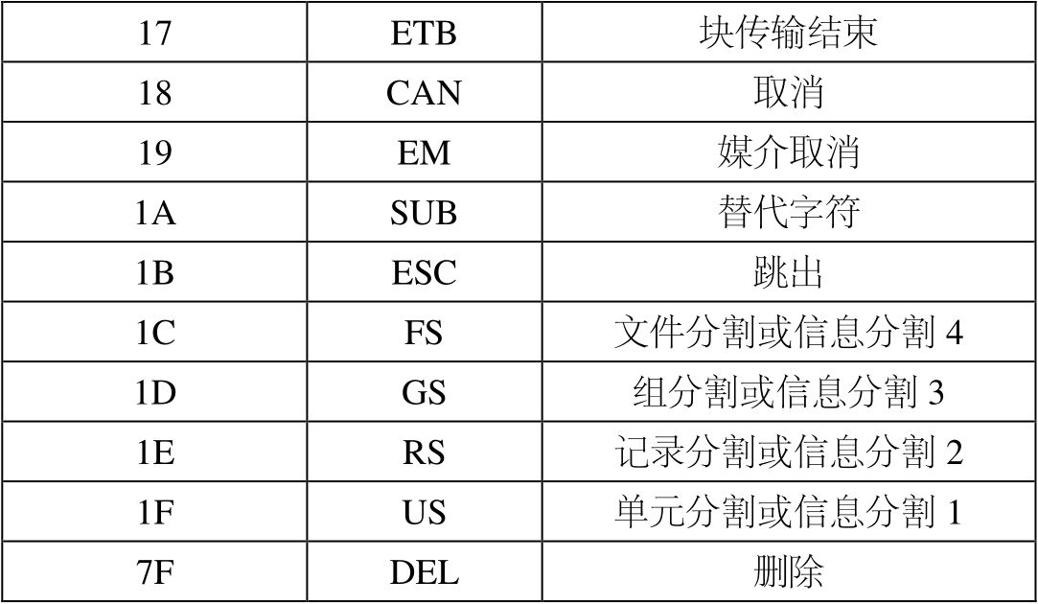 17 ETB 块传输结束
18 CAN 取消
19 EM 媒介取消
1A SUB 替代字符
1B ESC 跳出
1C FS 文件分割或信息分割 4
1D GS 组分割或信息分割 3
1E RS 记录分割或信息分割 2
1F US 单元分割或信息分割 1
7F DEL 删除